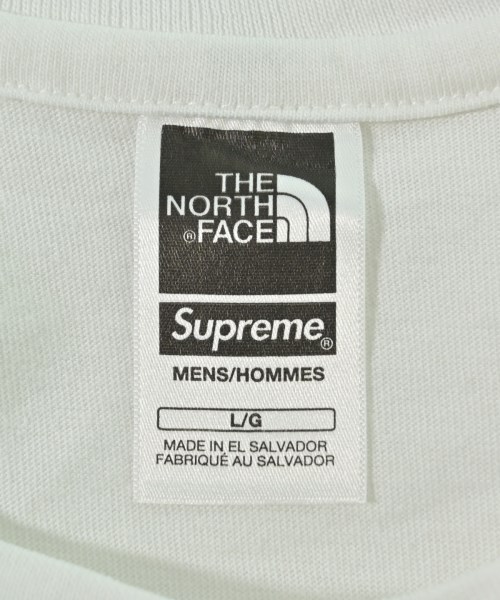 THE
NORTH
®FACE
Supreme®
MENS/HOMMES
L/G
MADE IN EL SALVADOR
FABRIQUÉ AU SALVADOR